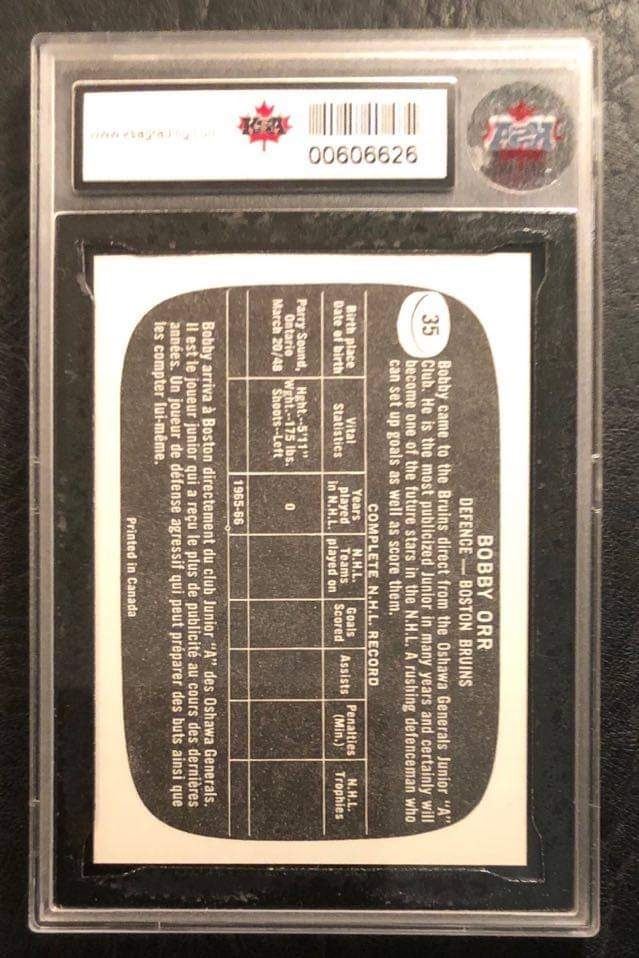 KSA
00606626
KSA
35
BOBBY ORR
DEFENCE — BOSTON BRUINS
Bobby came to the Bruins direct from the Oshawa Generals Junior "A"
Club. He is the most publicized Junior in many years and certainly will
become one of the future stars in the N.H.L. A rushing defenceman who
can set up goals as well as score them.
COMPLETE N.H.L. RECORD
Birth place Date of birth
Vital Statistics
Years played in N.H.L.
N.H.L. Teams played on
Goals Scored
Assists
Penalties (Min.)
N.H.L. Trophies
Parry Sound,
Ontario
March 20/48
Hght.-5'11"
Wght.-175 lbs.
Shoots-Left
0
1965-66
Bobby arriva à Boston directement du club Junior "A" des Oshawa Generals.
Il est le joueur junior qui a reçu le plus de publicité au cours des dernières
années. Un joueur de défense agressif qui peut préparer des buts ainsi que
les compter lui-même.
Printed in Canada